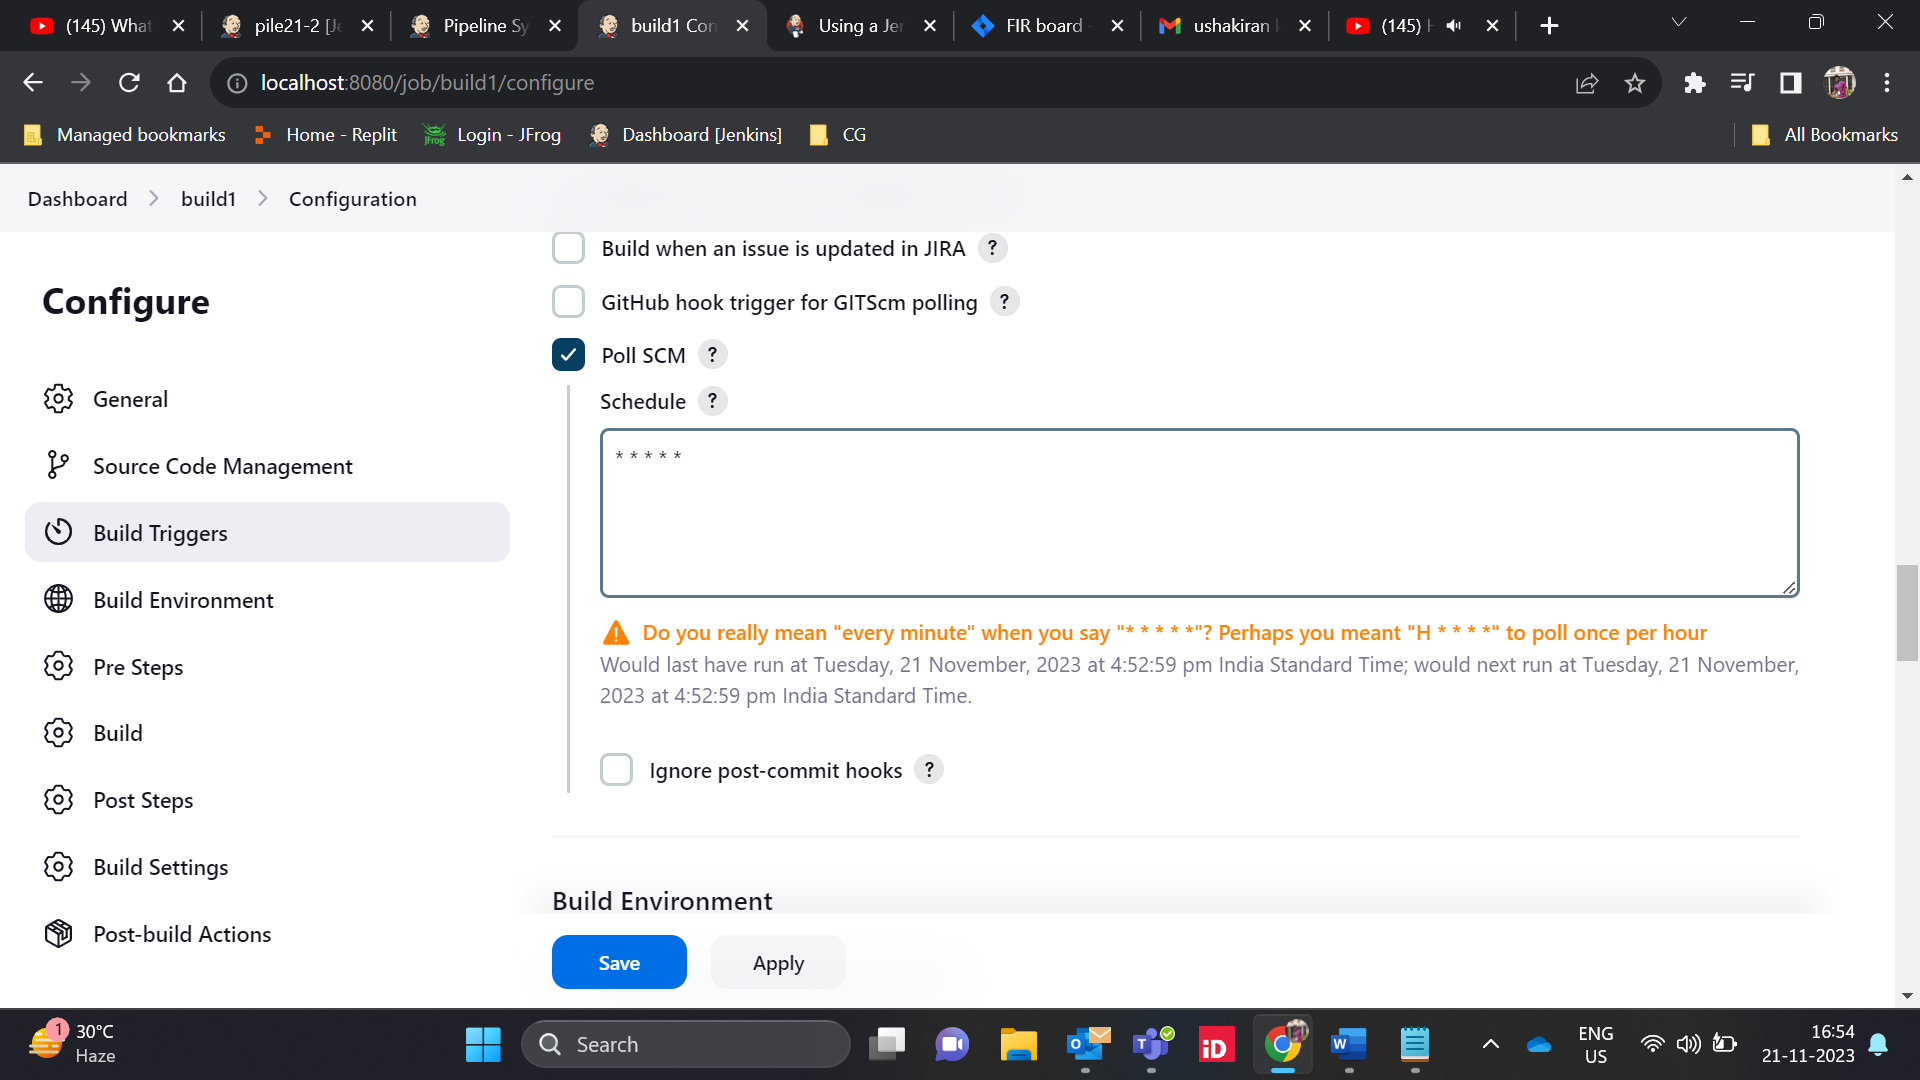 (145) What
pile21-2 [Je
Pipeline Sy
build1 Con
Using a Jer
FIR board -
ushakiran k
(145) H
localhost:8080/job/build1/configure
Managed bookmarks
Home - Replit
Login - JFrog
Dashboard [Jenkins]
CG
All Bookmarks
Dashboard
build1
Configuration
Configure
General
Source Code Management
Build Triggers
Build Environment
Pre Steps
Build
Post Steps
Build Settings
Post-build Actions
Build when an issue is updated in JIRA ?
GitHub hook trigger for GITScm polling ?
Poll SCM ?
Schedule ?
* * * * *
Do you really mean "every minute" when you say "* * * * *"? Perhaps you meant "H * * * *" to poll once per hour
Would last have run at Tuesday, 21 November, 2023 at 4:52:59 pm India Standard Time; would next run at Tuesday, 21 November,
2023 at 4:52:59 pm India Standard Time.
Ignore post-commit hooks ?
Build Environment
Save
Apply
1
30°C
Haze
Search
iD
ENG
US
16:54
21-11-2023